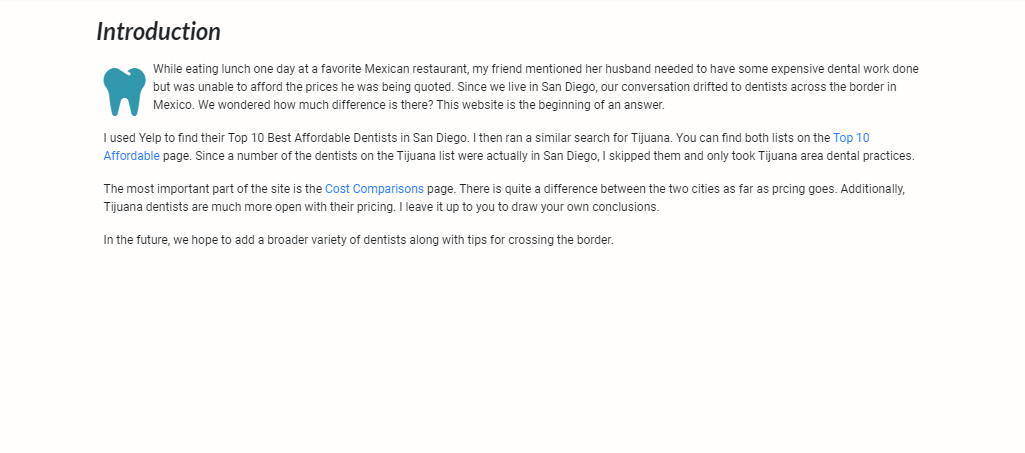 Introduction
While eating lunch one day at a favorite Mexican restaurant, my friend mentioned her husband needed to have some expensive dental work done
but was unable to afford the prices he was being quoted. Since we live in San Diego, our conversation drifted to dentists across the border in
Mexico. We wondered how much difference is there? This website is the beginning of an answer.
I used Yelp to find their Top 10 Best Affordable Dentists in San Diego. I then ran a similar search for Tijuana. You can find both lists on the Top 10
Affordable page. Since a number of the dentists on the Tijuana list were actually in San Diego, I skipped them and only took Tijuana area dental practices.
The most important part of the site is the Cost Comparisons page. There is quite a difference between the two cities as far as prcing goes. Additionally,
Tijuana dentists are much more open with their pricing. I leave it up to you to draw your own conclusions.
In the future, we hope to add a broader variety of dentists along with tips for crossing the border.